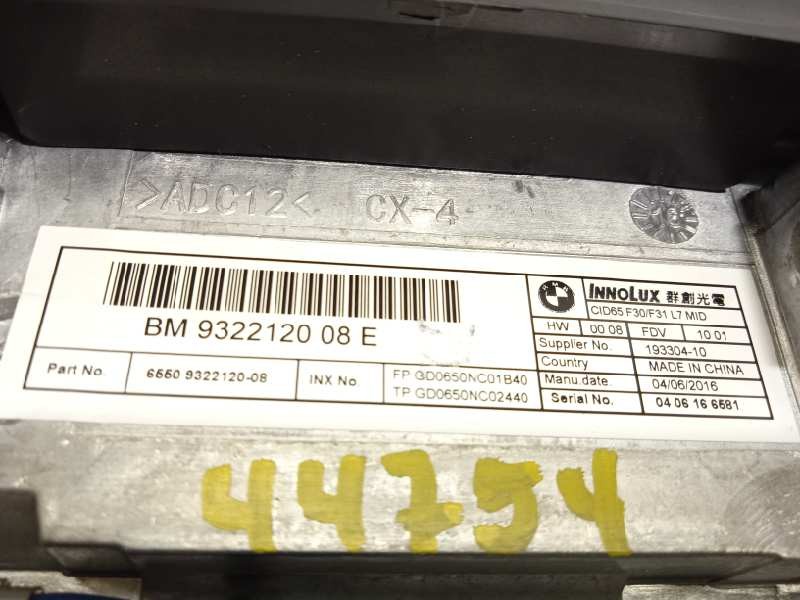 >ADC12< CX-4
BM 9322120 08 E
Part No. 6550 9322120-08 INX No FP GD0650NC01B40
TP GD0650NC02440
BMW
INNOLUX 群創光電
CID65 F30/F31 L7 MID
HW 00 08 FDV 10 01
Supplier No. 193304-10
Country MADE IN CHINA
Manu.date. 04/06/2016
Serial No. 04 06 16 6581
44754